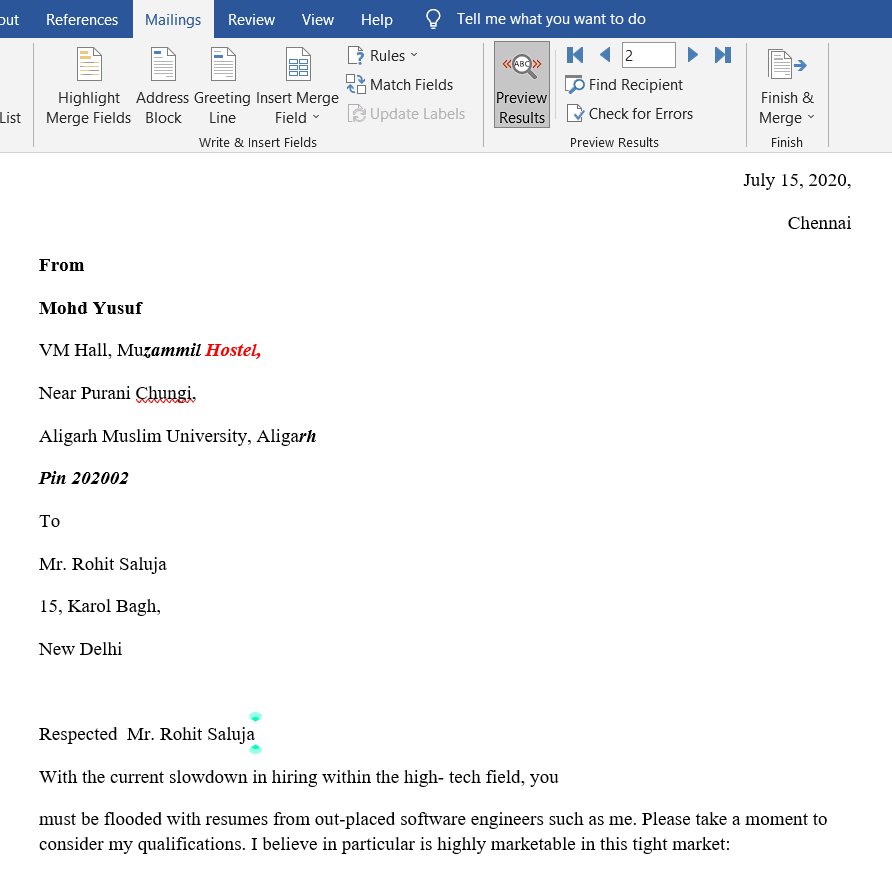 out References Mailings Review View Help Tell me what you want to do
List
Highlight Merge Fields
Address Block
Greeting Line
Insert Merge Field
Rules
Match Fields
Update Labels
Write & Insert Fields
«ABC»
Preview Results
2
Find Recipient
Check for Errors
Preview Results
Finish & Merge
Finish
July 15, 2020,
Chennai
From
Mohd Yusuf
VM Hall, Muzammil Hostel,
Near Purani Chungi,
Aligarh Muslim University, Aligarh
Pin 202002
To
Mr. Rohit Saluja
15, Karol Bagh,
New Delhi
Respected  Mr. Rohit Saluja
With the current slowdown in hiring within the high- tech field, you
must be flooded with resumes from out-placed software engineers such as me. Please take a moment to
consider my qualifications. I believe in particular is highly marketable in this tight market: